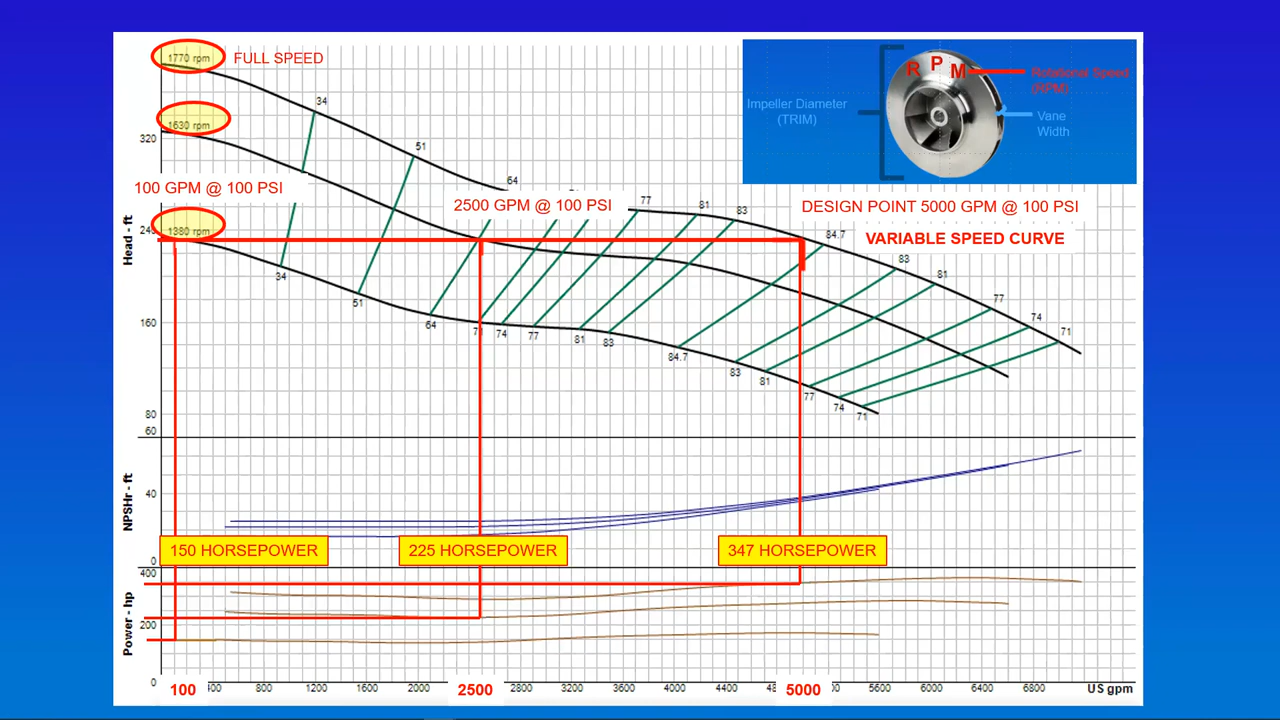 1770 rpm
FULL SPEED
R P M
Rotational Speed
(RPM)
Impeller Diameter
(TRIM)
Vane
Width
34
1630 rpm
320
51
64
100 GPM @ 100 PSI
2500 GPM @ 100 PSI
77
81
83
DESIGN POINT 5000 GPM @ 100 PSI
1380 rpm
240
84.7
VARIABLE SPEED CURVE
Head - ft
34
83
81
51
77
74
71
160
64
71
74
77
81
83
84.7
83
81
77
74
71
80
60
NPSHr - ft
40
0
150 HORSEPOWER
225 HORSEPOWER
347 HORSEPOWER
400
Power - hp
200
0
100
400
800
1200
1600
2000
2500
2800
3200
3600
4000
4400
5000
5600
6000
6400
6800
US gpm